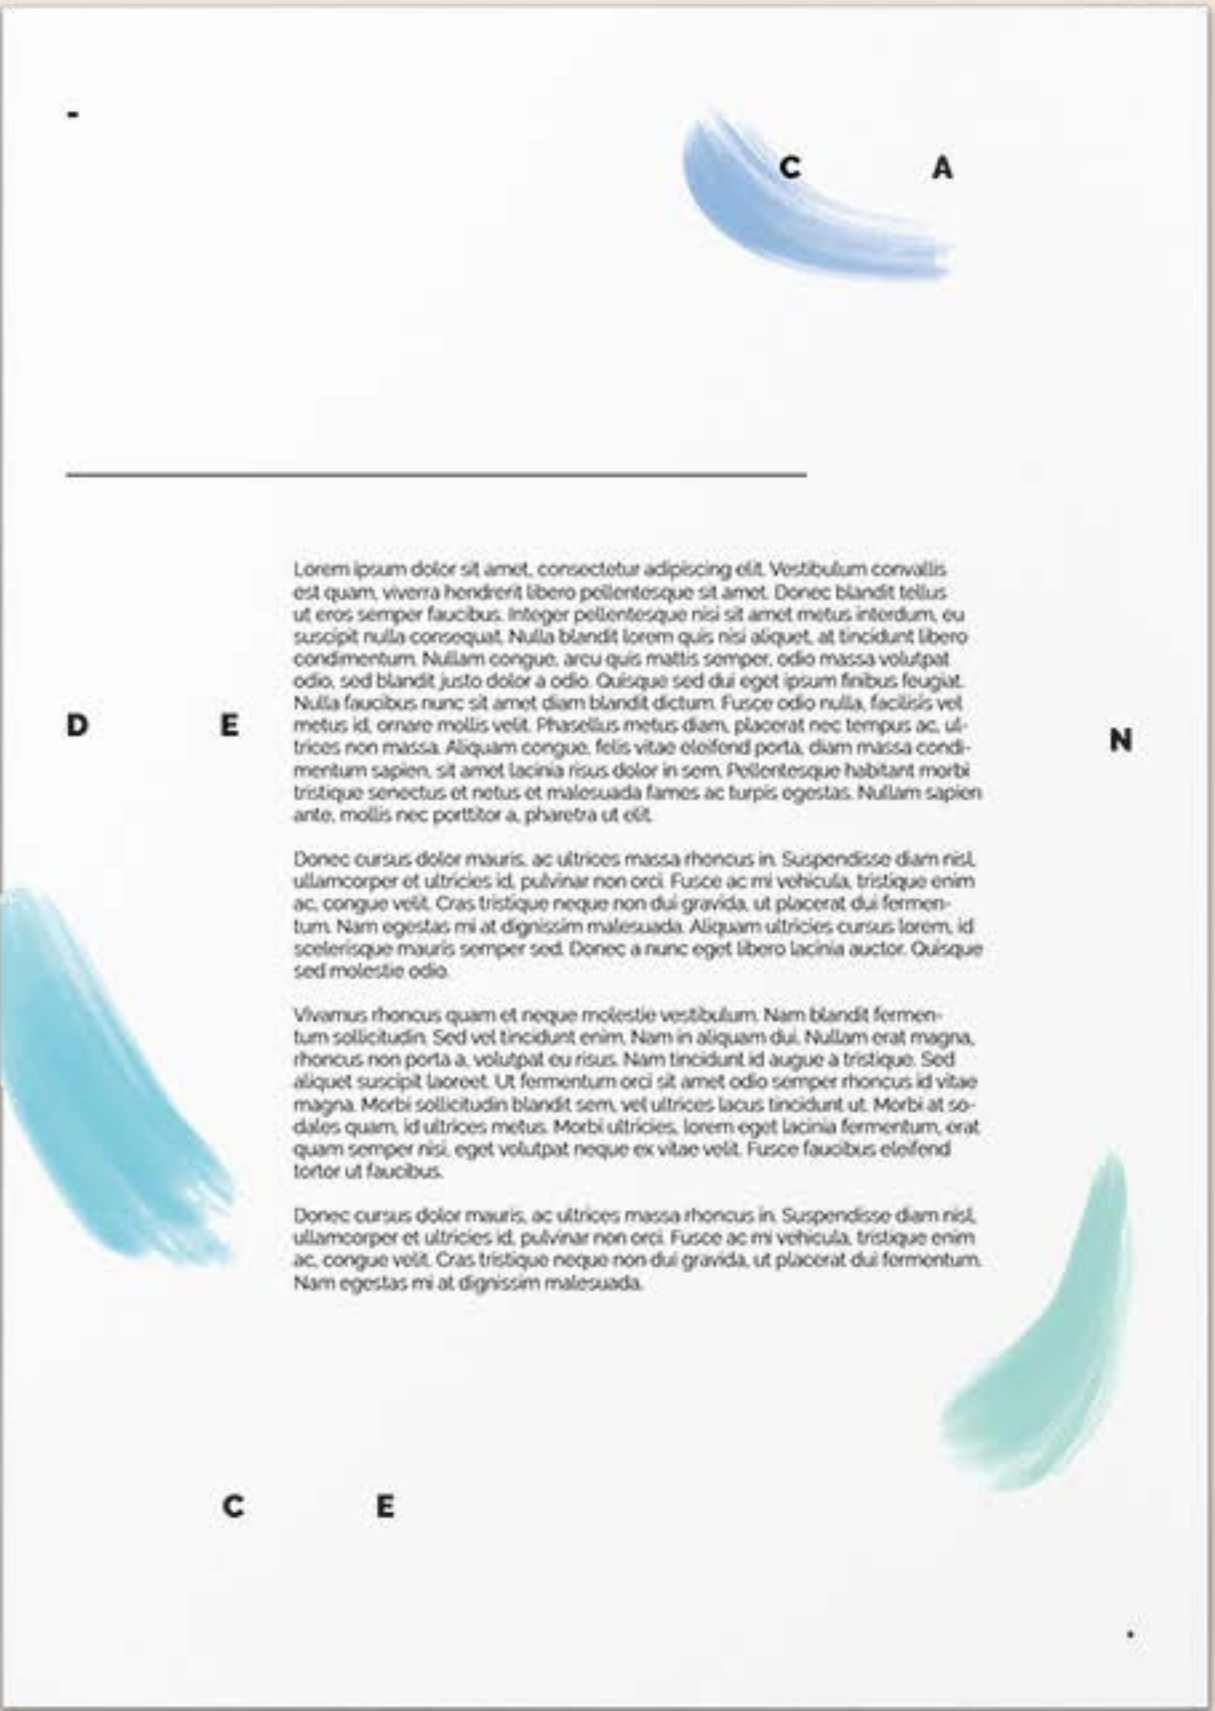 -
C A
Lorem ipsum dolor sit amet, consectetur adipiscing elit. Vestibulum convallis
est quam, viverra hendrerit libero pellentesque sit amet. Donec blandit tellus
ut eros semper faucibus. Integer pellentesque nisi sit amet metus interdum, eu
suscipit nulla consequat. Nulla blandit lorem quis nisi aliquet, at tincidunt libero
condimentum. Nullam congue, arcu quis mattis semper, odio massa volutpat
odio, sed blandit justo dolor a odio. Quisque sed dui eget ipsum finibus feugiat.
Nulla faucibus nunc sit amet diam blandit dictum. Fusce odio nulla, facilisis vel
metus id, ornare mollis velit. Phasellus metus diam, placerat nec tempus ac, ul-
trices non massa. Aliquam congue, felis vitae eleifend porta, diam massa condi-
mentum sapien, sit amet lacinia risus dolor in sem. Pellentesque habitant morbi
tristique senectus et netus et malesuada fames ac turpis egestas. Nullam sapien
ante, mollis nec porttitor a, pharetra ut elit.
D E N
Donec cursus dolor mauris, ac ultrices massa rhoncus in. Suspendisse diam nisl,
ullamcorper et ultricies id, pulvinar non orci. Fusce ac mi vehicula, tristique enim
ac, congue velit. Cras tristique neque non dui gravida, ut placerat dui fermen-
tum. Nam egestas mi at dignissim malesuada. Aliquam ultricies cursus lorem, id
scelerisque mauris semper sed. Donec a nunc eget libero lacinia auctor. Quisque
sed molestie odio.
Vivamus rhoncus quam et neque molestie vestibulum. Nam blandit fermen-
tum sollicitudin. Sed vel tincidunt enim. Nam in aliquam dui. Nullam erat magna,
rhoncus non porta a, volutpat eu risus. Nam tincidunt id augue a tristique. Sed
aliquet suscipit laoreet. Ut fermentum orci sit amet odio semper rhoncus id vitae
magna. Morbi sollicitudin blandit sem, vel ultrices lacus tincidunt ut. Morbi at so-
dales quam, id ultrices metus. Morbi ultricies, lorem eget lacinia fermentum, erat
quam semper nisi, eget volutpat neque ex vitae velit. Fusce faucibus eleifend
tortor ut faucibus.
Donec cursus dolor mauris, ac ultrices massa rhoncus in. Suspendisse diam nisl,
ullamcorper et ultricies id, pulvinar non orci. Fusce ac mi vehicula, tristique enim
ac, congue velit. Cras tristique neque non dui gravida, ut placerat dui fermentum.
Nam egestas mi at dignissim malesuada.
C E
.